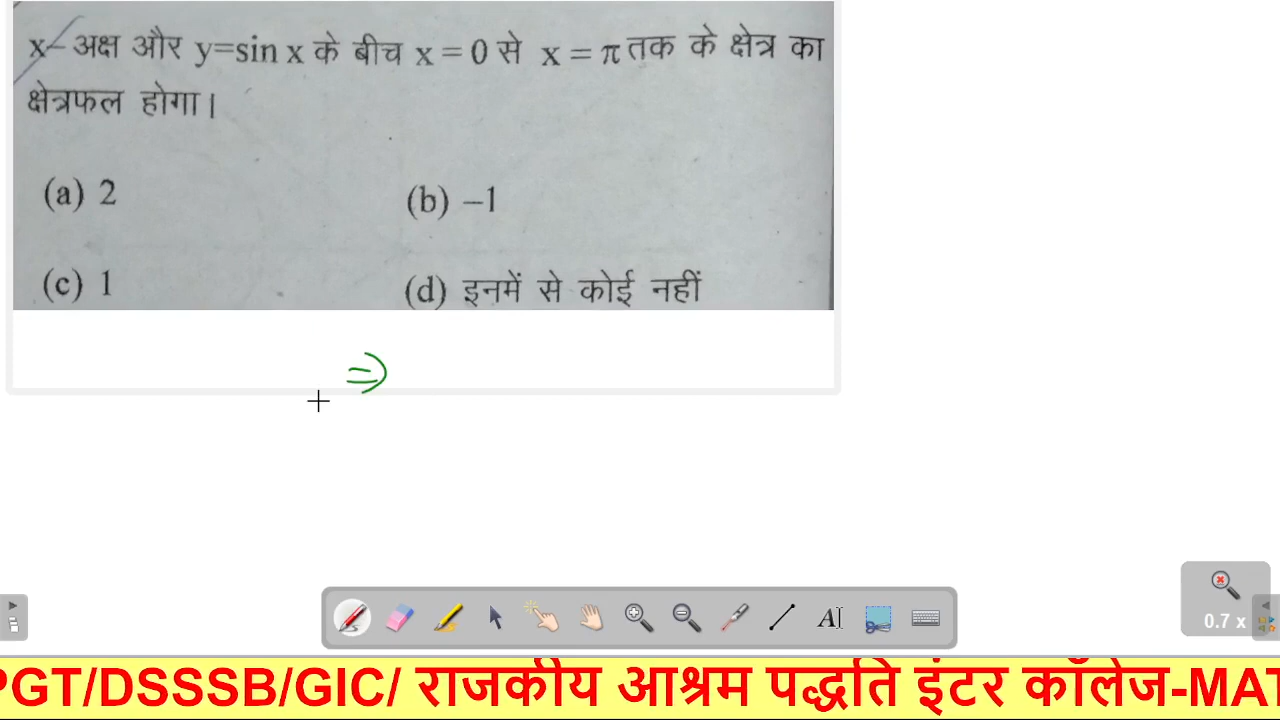 x– अक्ष और y=sin x के बीच x = 0 से x = π तक के क्षेत्र का
क्षेत्रफल होगा।
(a) 2
(b) –1
(c) 1
(d) इनमें से कोई नहीं
⇒
A
0.7 x
PGT/DSSSB/GIC/ राजकीय आश्रम पद्धति इंटर कॉलेज-MAT